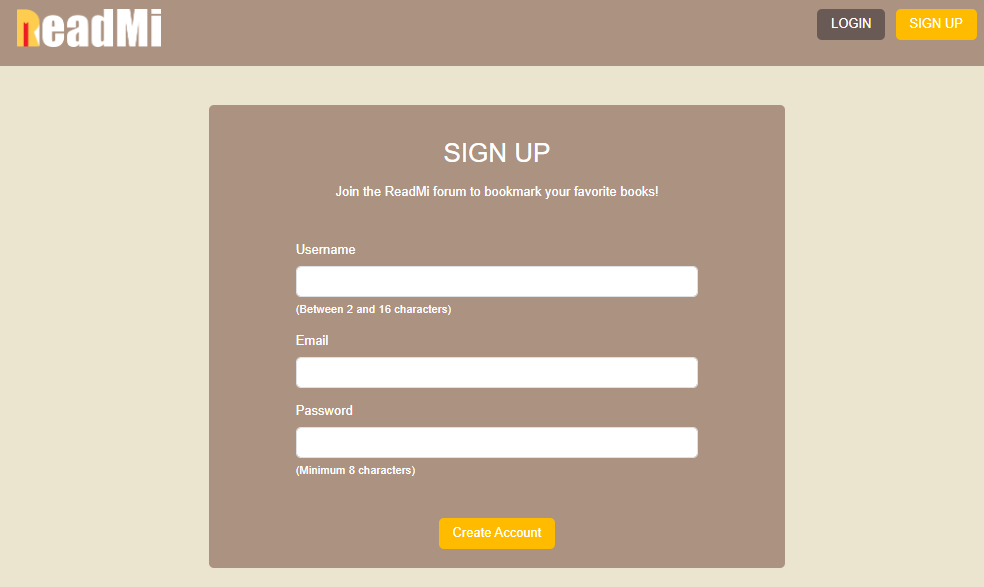 ReadMi
LOGIN
SIGN UP
SIGN UP
Join the ReadMi forum to bookmark your favorite books!
Username
(Between 2 and 16 characters)
Email
Password
(Minimum 8 characters)
Create Account